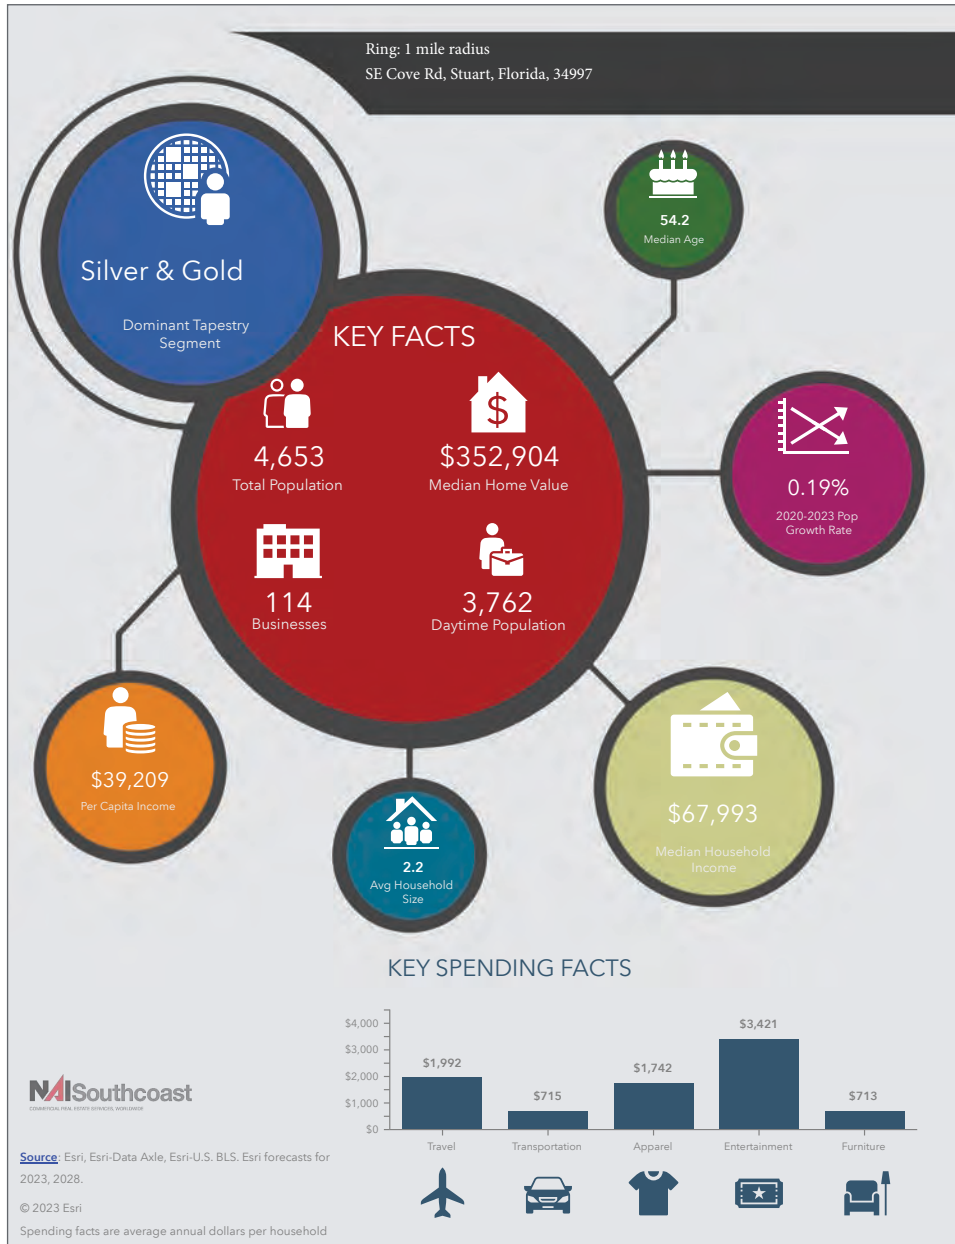 Ring: 1 mile radius
SE Cove Rd, Stuart, Florida, 34997
Silver & Gold
Dominant Tapestry
Segment
54.2
Median Age
KEY FACTS
$
4,653
Total Population
$352,904
Median Home Value
114
Businesses
3,762
Daytime Population
0.19%
2020-2023 Pop
Growth Rate
$39,209
Per Capita Income
2.2
Avg Household
Size
$67,993
Median Household
Income
KEY SPENDING FACTS
$4,000
$3,000
$2,000
$1,000
$0
$1,992
$715
$1,742
$3,421
$713
Travel
Transportation
Apparel
Entertainment
Furniture
NAISouthcoast
COMMERCIAL REAL ESTATE SERVICES, WORLDWIDE
Source: Esri, Esri-Data Axle, Esri-U.S. BLS. Esri forecasts for
2023, 2028.
© 2023 Esri
Spending facts are average annual dollars per household